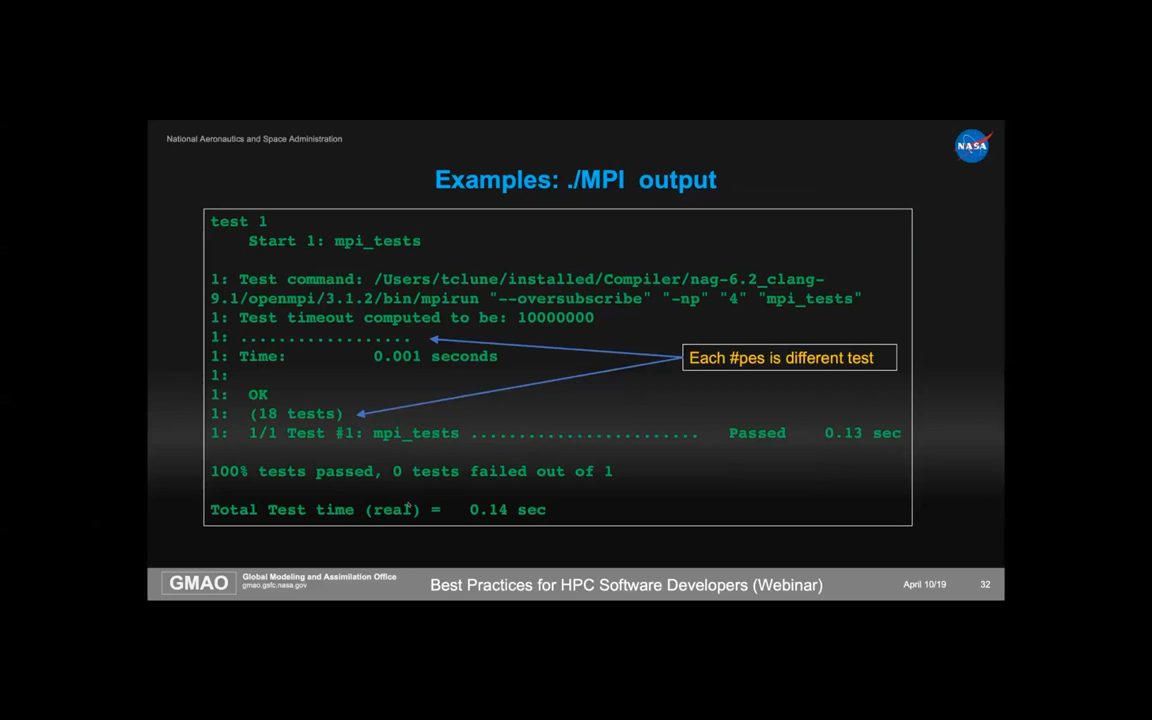 National Aeronautics and Space Administration
NASA
Examples: ./MPI output
test 1
Start 1: mpi_tests
1: Test command: /Users/tclune/installed/Compiler/nag-6.2_clang-
9.1/openmpi/3.1.2/bin/mpirun "--oversubscribe" "-np" "4" "mpi_tests"
1: Test timeout computed to be: 10000000
1: ..................
1: Time: 0.001 seconds
1:
1: OK
1: (18 tests)
1: 1/1 Test #1: mpi_tests ........................ Passed 0.13 sec
100% tests passed, 0 tests failed out of 1
Total Test time (real) = 0.14 sec
Each #pes is different test
GMAO
Global Modeling and Assimilation Office
gmao.gsfc.nasa.gov
Best Practices for HPC Software Developers (Webinar)
April 10/19
32